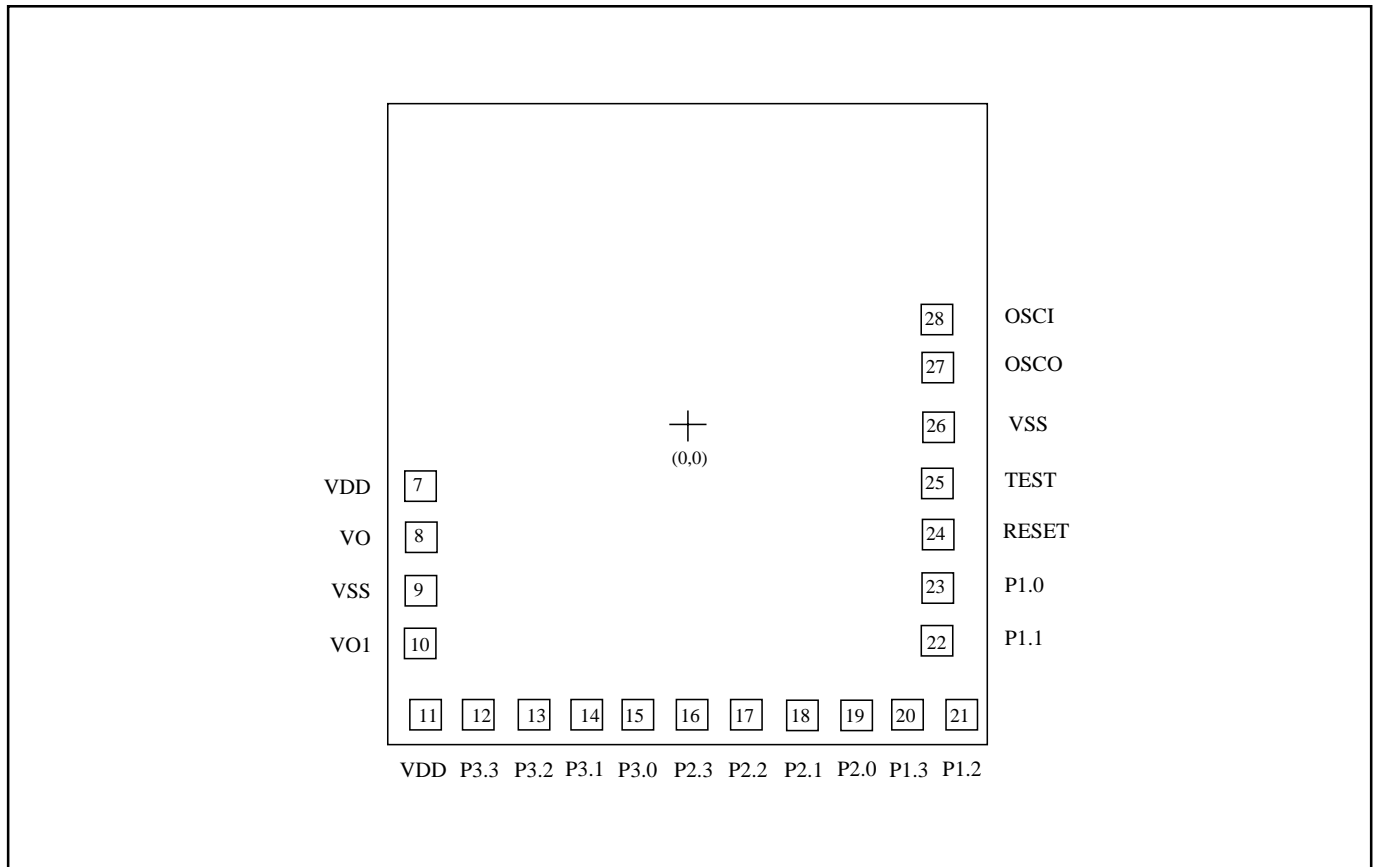 28 OSCI
27 OSCO
26 VSS
(0,0)
VDD 7 25 TEST
VO 8 24 RESET
VSS 9 23 P1.0
VO1 10 22 P1.1
11 12 13 14 15 16 17 18 19 20 21
VDD P3.3 P3.2 P3.1 P3.0 P2.3 P2.2 P2.1 P2.0 P1.3 P1.2